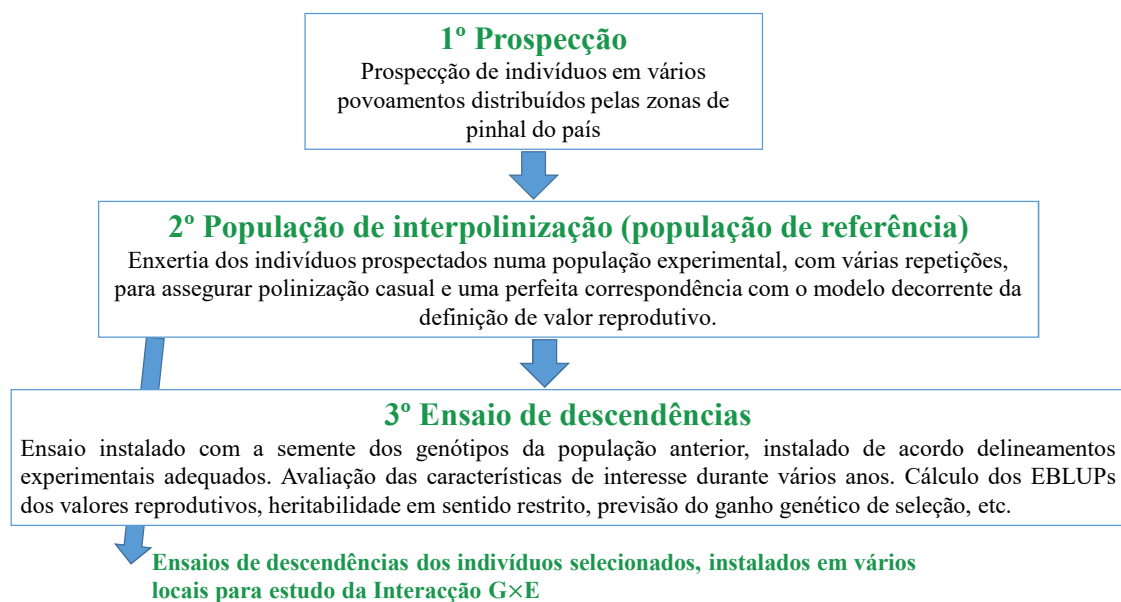 1º Prospecção
Prospecção de indivíduos em vários
povoamentos distribuídos pelas zonas de
pinhal do país
2º População de interpolinização (população de referência)
Enxertia dos indivíduos prospectados numa população experimental, com várias repetições,
para assegurar polinização casual e uma perfeita correspondência com o modelo decorrente da
definição de valor reprodutivo.
3º Ensaio de descendências
Ensaio instalado com a semente dos genótipos da população anterior, instalado de acordo delineamentos
experimentais adequados. Avaliação das características de interesse durante vários anos. Cálculo dos EBLUPs
dos valores reprodutivos, heritabilidade em sentido restrito, previsão do ganho genético de seleção, etc.
Ensaios de descendências dos indivíduos selecionados, instalados em vários
locais para estudo da Interacção G×E